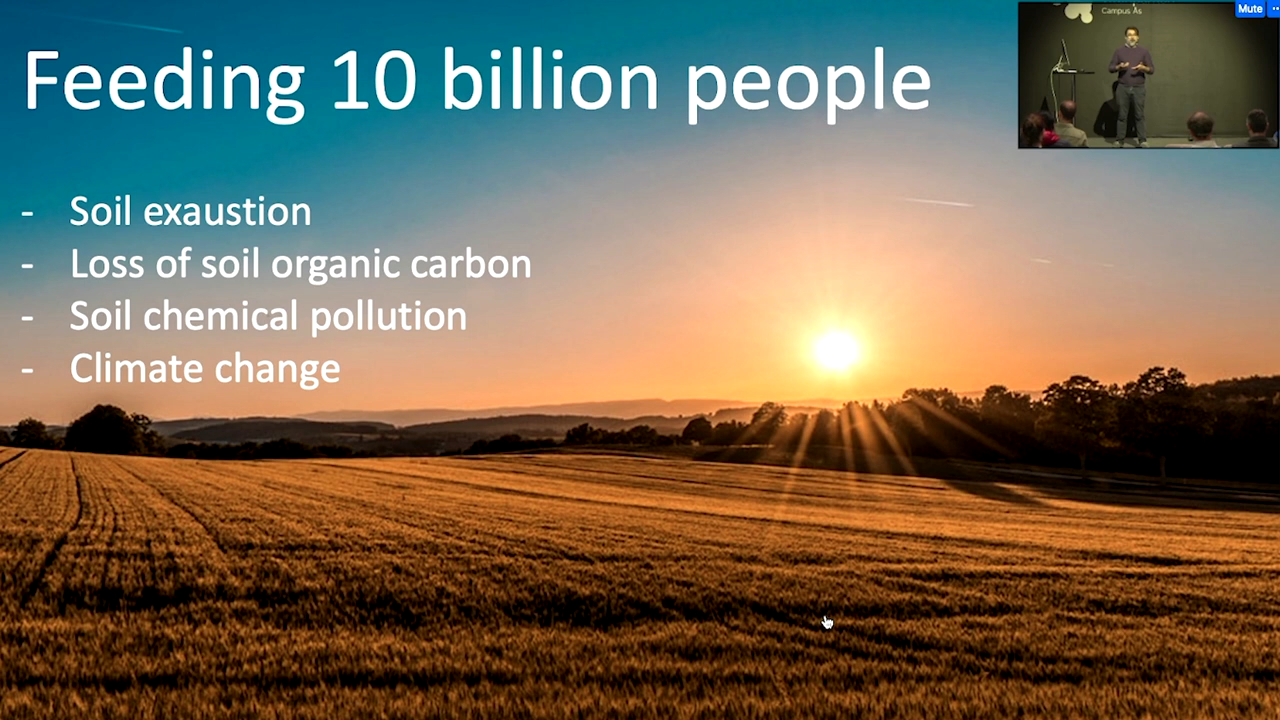 Feeding 10 billion people
- Soil exaustion
- Loss of soil organic carbon
- Soil chemical pollution
- Climate change
Campus Ås
Mute